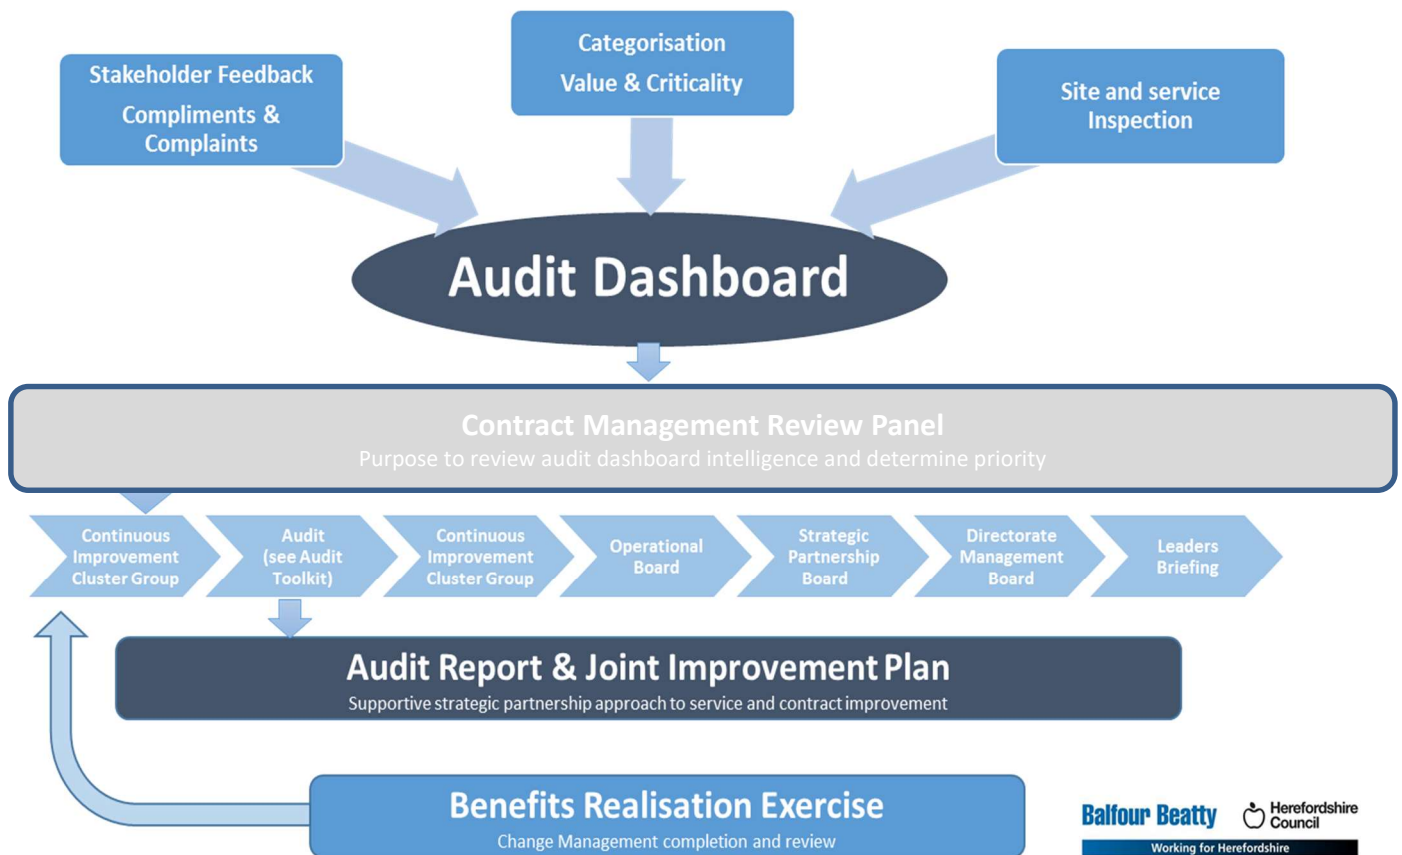 Stakeholder Feedback
Compliments &
Complaints
Categorisation
Value & Criticality
Site and service
Inspection
Audit Dashboard
Contract Management Review Panel
Purpose to review audit dashboard intelligence and determine priority
Continuous
Improvement
Cluster Group
Audit
(see Audit
Toolkit)
Continuous
Improvement
Cluster Group
Operational
Board
Strategic
Partnership
Board
Directorate
Management
Board
Leaders
Briefing
Audit Report & Joint Improvement Plan
Supportive strategic partnership approach to service and contract improvement
Benefits Realisation Exercise
Change Management completion and review
Balfour Beatty
Herefordshire
Council
Working for Herefordshire